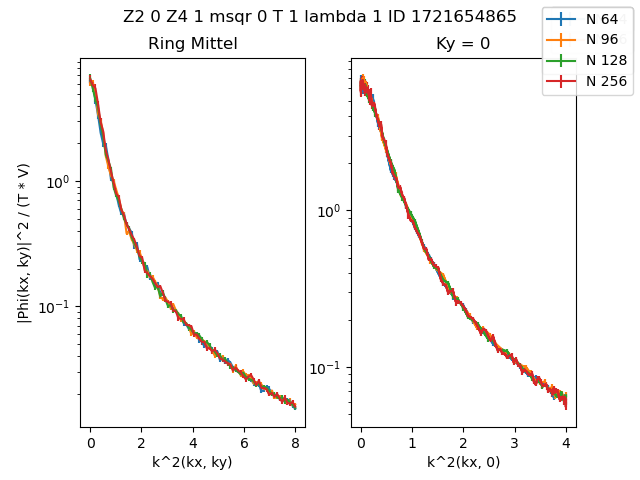 Z2 0 Z4 1 msqr 0 T 1 lambda 1 ID 1721654865
Ring Mittel
Ky = 0
N 64
N 96
N 128
N 256
|Phi(kx, ky)|^2 / (T * V)
10^0
10^-1
0 2 4 6 8
k^2(kx, ky)
10^0
10^-1
0 1 2 3 4
k^2(kx, 0)